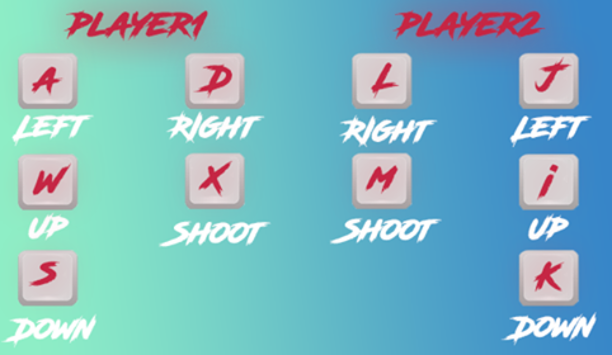 PLAYER1 PLAYER2
A D L J
LEFT RIGHT RIGHT LEFT
W X M i
UP SHOOT SHOOT UP
S K
DOWN DOWN